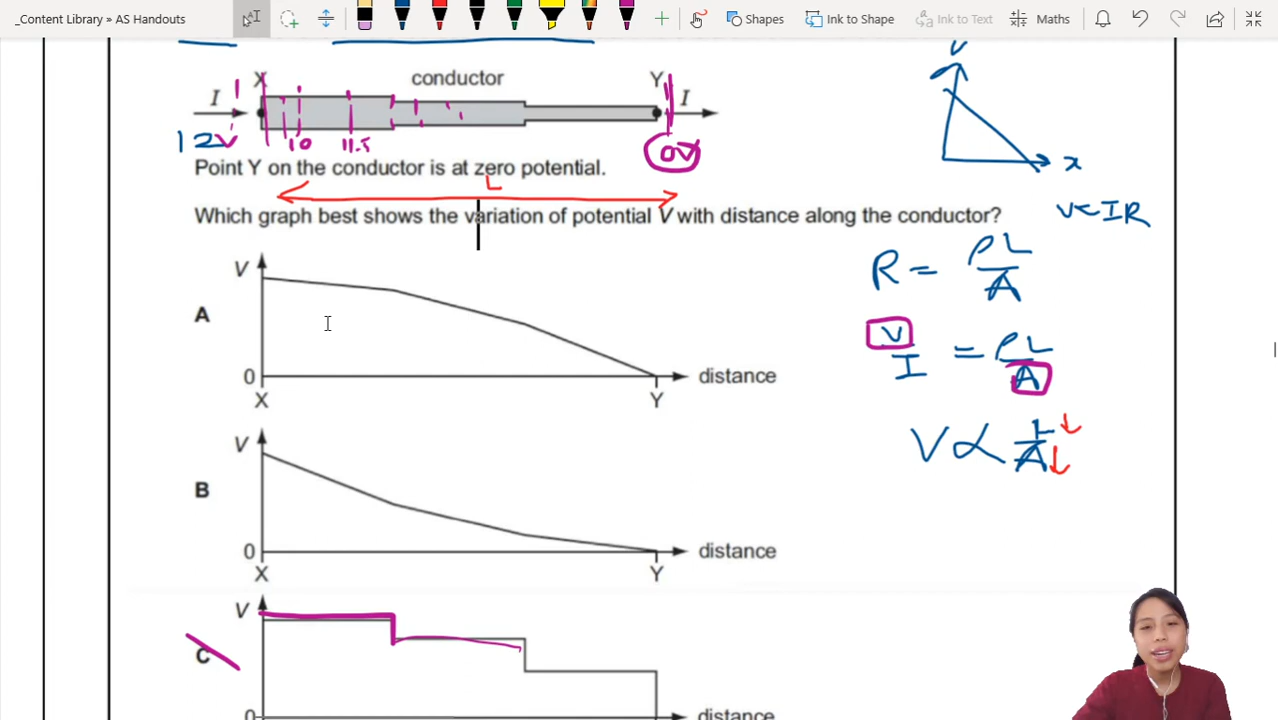 _Content Library » AS Handouts
Shapes
Ink to Shape
Ink to Text
Maths
X
conductor
Y
I
I
12V
10
11.5
0V
V
x
Point Y on the conductor is at zero potential.
L
Which graph best shows the variation of potential V with distance along the conductor?
V
A
0
X
Y
distance
V
B
0
X
Y
distance
V
C
0
distance
V=IR
R = ρL/A
V/I = ρL/A
V ∝ L/A ↓↓